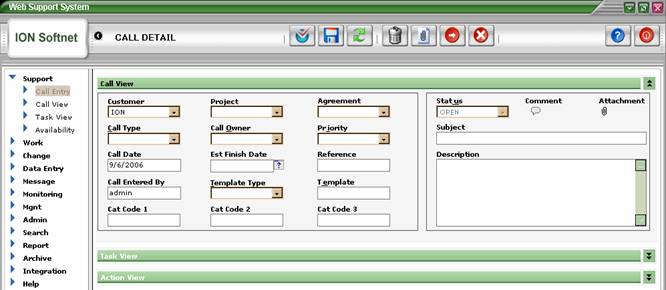 Web Support System
ION Softnet
CALL DETAIL
Support
Call Entry
Call View
Task View
Availability
Work
Change
Data Entry
Message
Monitoring
Mgnt
Admin
Search
Report
Archive
Integration
Help
Call View
Customer Project Agreement
ION
Call Type Call Owner Priority
Call Date Est Finish Date Reference
9/6/2006 ?
Call Entered By Template Type Template
admin
Cat Code 1 Cat Code 2 Cat Code 3
Status Comment Attachment
OPEN
Subject
Description
Task View
Action View